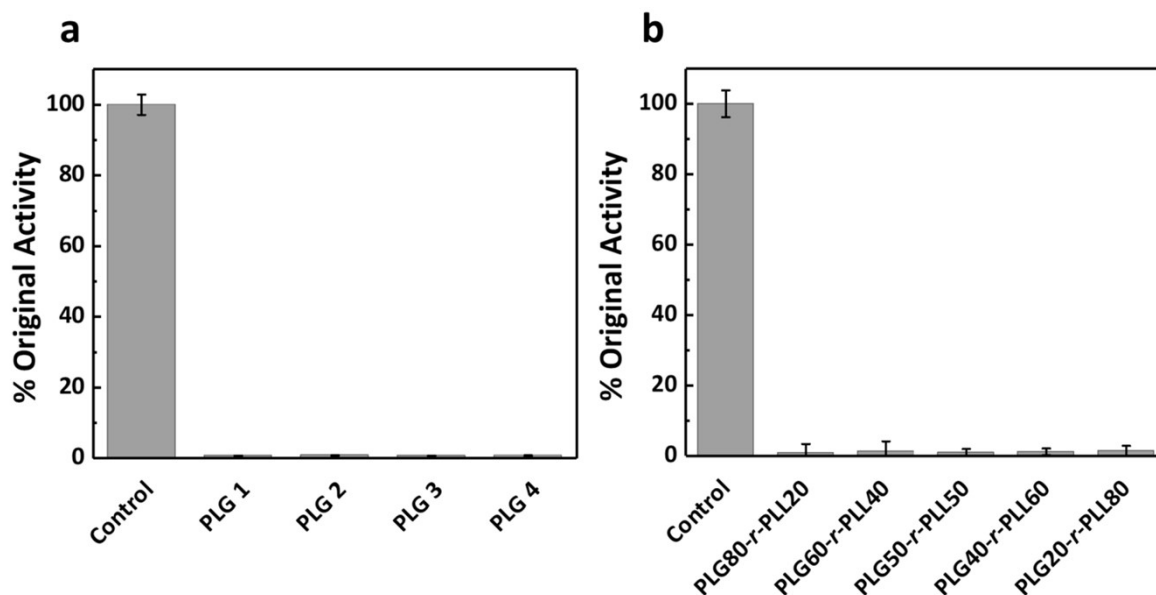 a
% Original Activity
100
80
60
40
20
0
Control
PLG 1
PLG 2
PLG 3
PLG 4
b
% Original Activity
100
80
60
40
20
0
Control
PLG80-r-PLL20
PLG60-r-PLL40
PLG50-r-PLL50
PLG40-r-PLL60
PLG20-r-PLL80